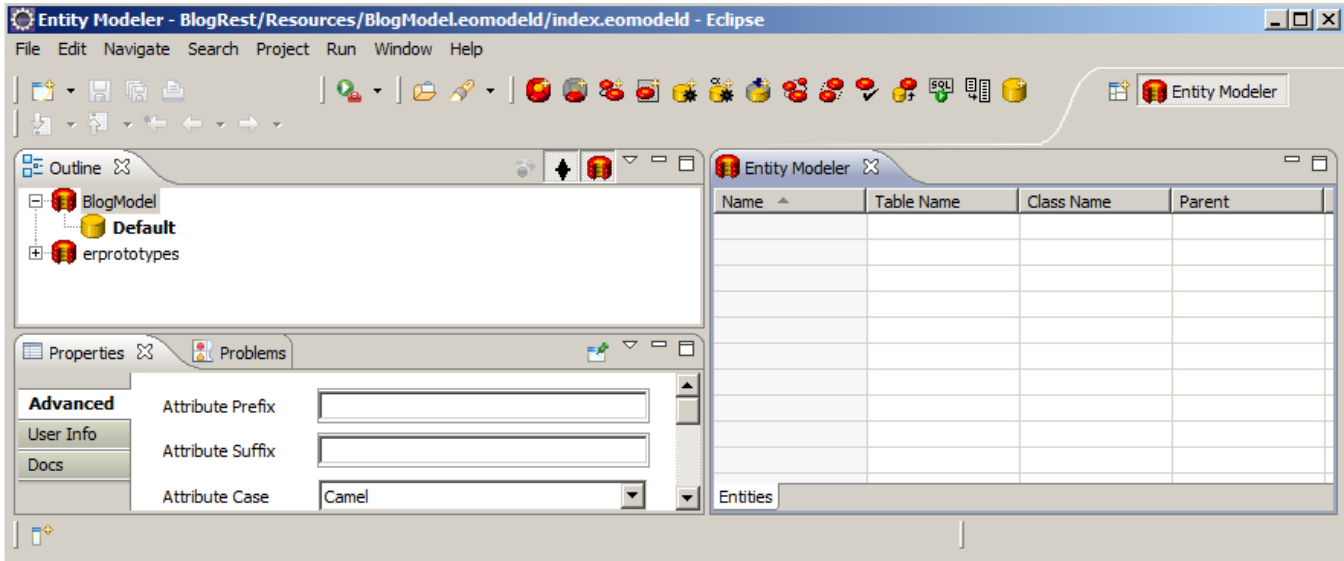 Entity Modeler - BlogRest/Resources/BlogModel.eomodeld/index.eomodeld - Eclipse
File Edit Navigate Search Project Run Window Help
SQL
Entity Modeler
Outline
BlogModel
Default
erprototypes
Entity Modeler
Name Table Name Class Name Parent
Properties Problems
Advanced
User Info
Docs
Attribute Prefix
Attribute Suffix
Attribute Case Camel
Entities